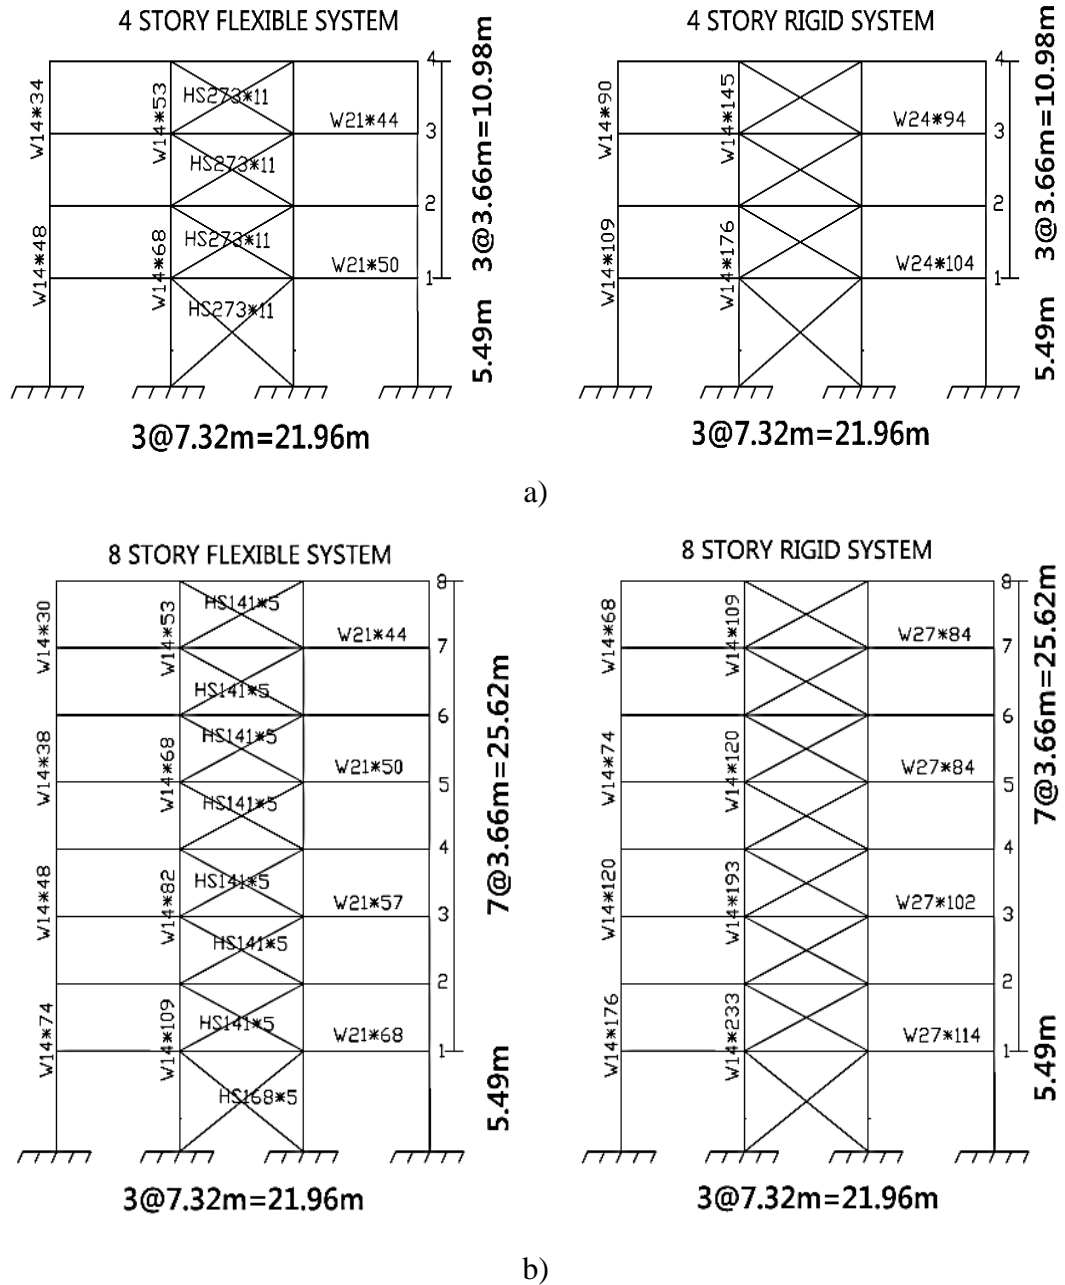 4 STORY FLEXIBLE SYSTEM
W14*34
W14*53
HS273*11
W21*44
HS273*11
W14*48
W14*68
HS273*11
W21*50
HS273*11
4
3
2
1
3@3.66m=10.98m
5.49m
3@7.32m=21.96m
4 STORY RIGID SYSTEM
W14*90
W14*145
W24*94
W14*109
W14*176
W24*104
4
3
2
1
3@3.66m=10.98m
5.49m
3@7.32m=21.96m
a)
8 STORY FLEXIBLE SYSTEM
W14*30
W14*53
HS141*5
W21*44
HS141*5
W14*38
W14*68
HS141*5
W21*50
HS141*5
W14*48
W14*82
HS141*5
W21*57
HS141*5
W14*74
W14*109
HS141*5
W21*68
HS168*5
8
7
6
5
4
3
2
1
7@3.66m=25.62m
5.49m
3@7.32m=21.96m
8 STORY RIGID SYSTEM
W14*68
W14*109
W27*84
W14*74
W14*120
W27*84
W14*120
W14*193
W27*102
W14*176
W14*233
W27*114
8
7
6
5
4
3
2
1
7@3.66m=25.62m
5.49m
3@7.32m=21.96m
b)